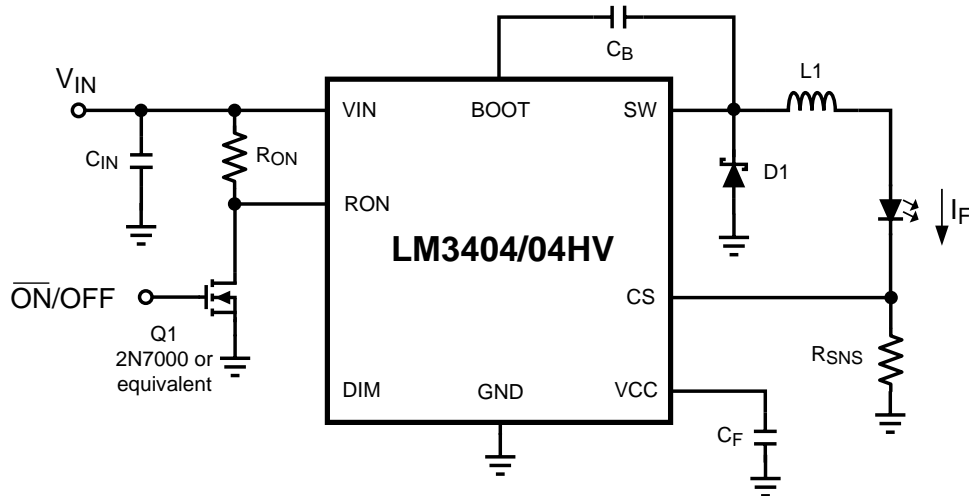 C_B
L1
V_IN
VIN
BOOT
SW
C_IN
R_ON
D1
RON
I_F
LM3404/04HV
O̅N̅/OFF
CS
Q1
2N7000 or
equivalent
R_SNS
DIM
GND
VCC
C_F